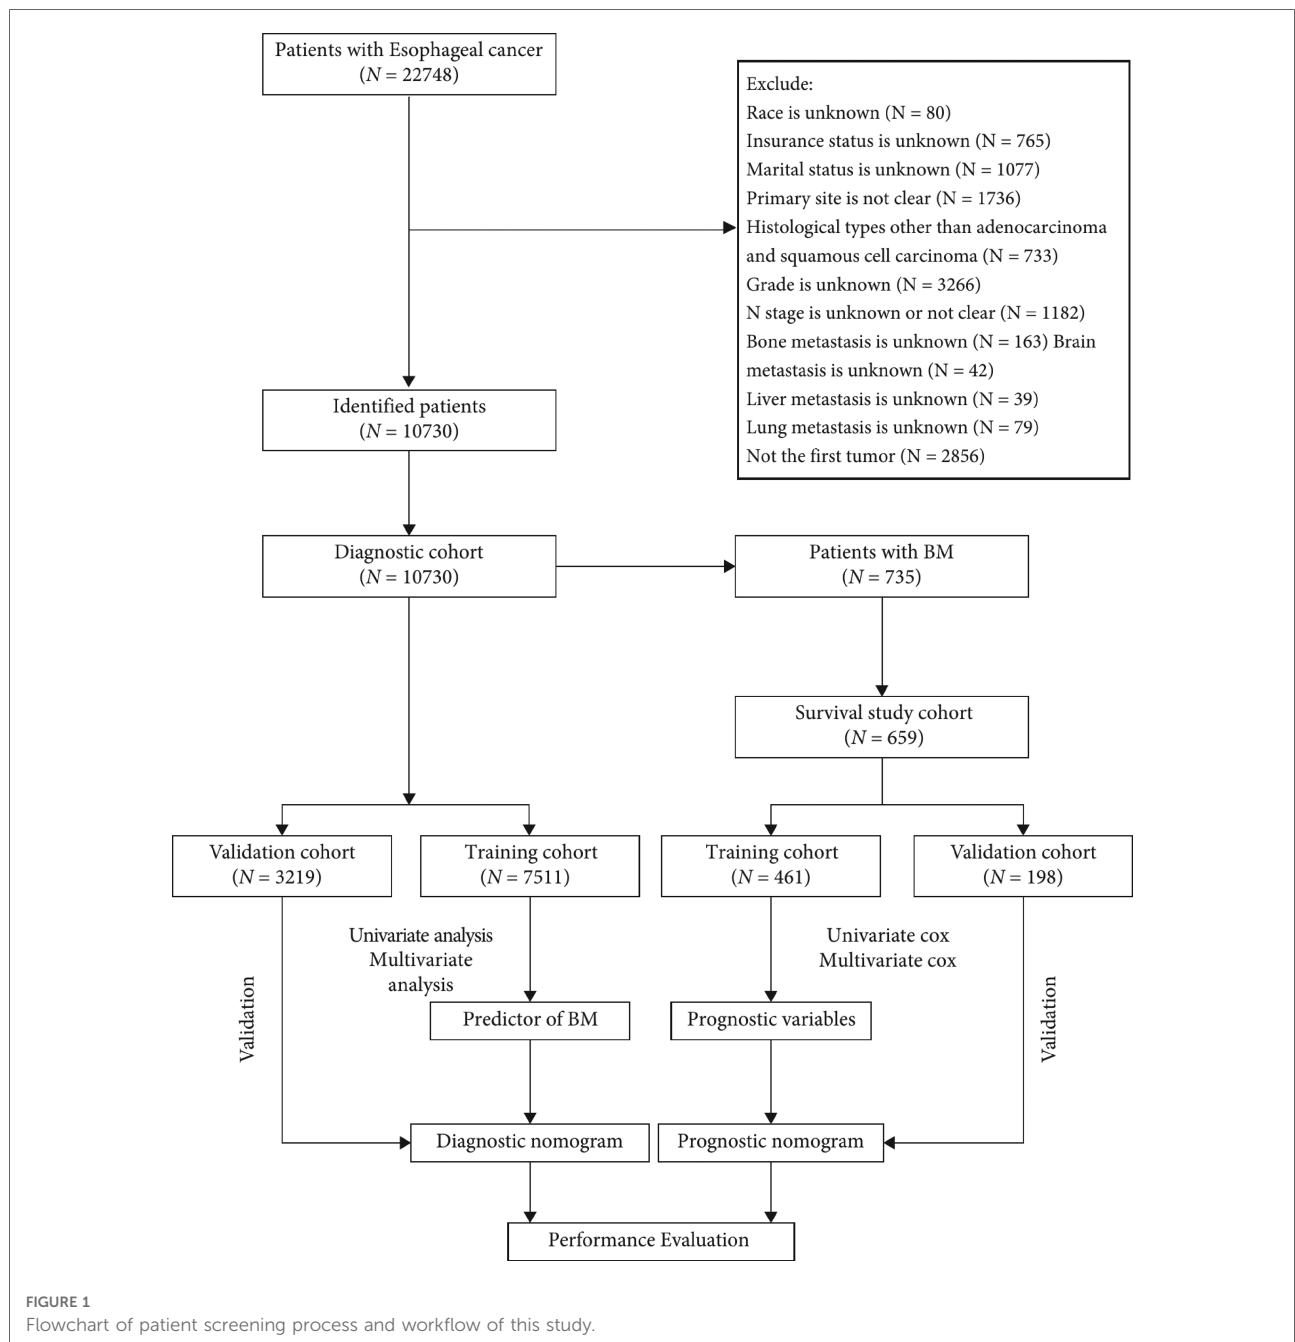 Patients with Esophageal cancer
(N = 22748)
Exclude:
Race is unknown (N = 80)
Insurance status is unknown (N = 765)
Marital status is unknown (N = 1077)
Primary site is not clear (N = 1736)
Histological types other than adenocarcinoma
and squamous cell carcinoma (N = 733)
Grade is unknown (N = 3266)
N stage is unknown or not clear (N = 1182)
Bone metastasis is unknown (N = 163) Brain
metastasis is unknown (N = 42)
Liver metastasis is unknown (N = 39)
Lung metastasis is unknown (N = 79)
Not the first tumor (N = 2856)
Identified patients
(N = 10730)
Diagnostic cohort
(N = 10730)
Patients with BM
(N = 735)
Survival study cohort
(N = 659)
Validation cohort
(N = 3219)
Training cohort
(N = 7511)
Training cohort
(N = 461)
Validation cohort
(N = 198)
Univariate analysis
Multivariate
analysis
Univariate cox
Multivariate cox
Validation
Validation
Predictor of BM
Prognostic variables
Diagnostic nomogram
Prognostic nomogram
Performance Evaluation
FIGURE 1
Flowchart of patient screening process and workflow of this study.